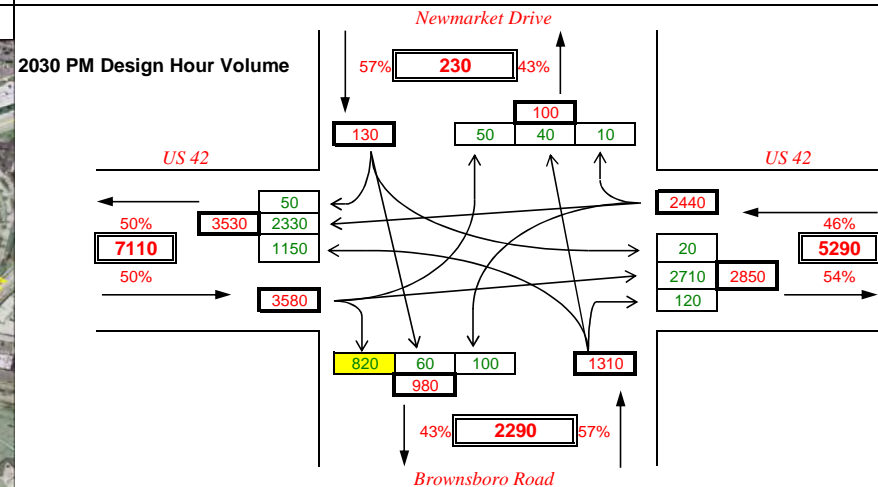 Newmarket Drive
2030 PM Design Hour Volume
57% 230 43%
100
130 50 40 10
US 42 US 42
50 2440
50% 3530 2330 46%
7110 1150 20 5290
50% 2710 2850 54%
3580 120
820 60 100 1310
980
43% 2290 57%
Brownsboro Road